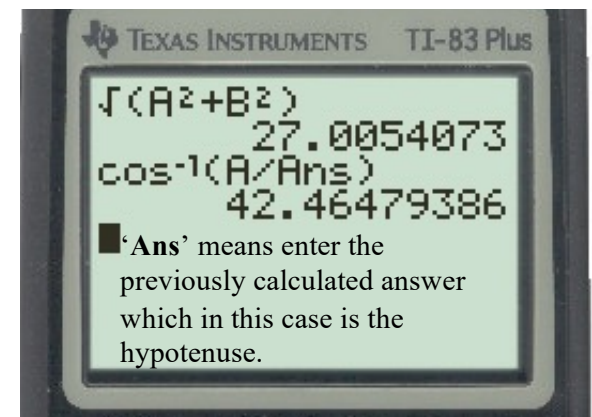 TEXAS INSTRUMENTS TI-83 Plus
√(A²+B²)
27.0054073
cos⁻¹(A/Ans)
42.46479386
‘Ans’ means enter the
previously calculated answer
which in this case is the
hypotenuse.